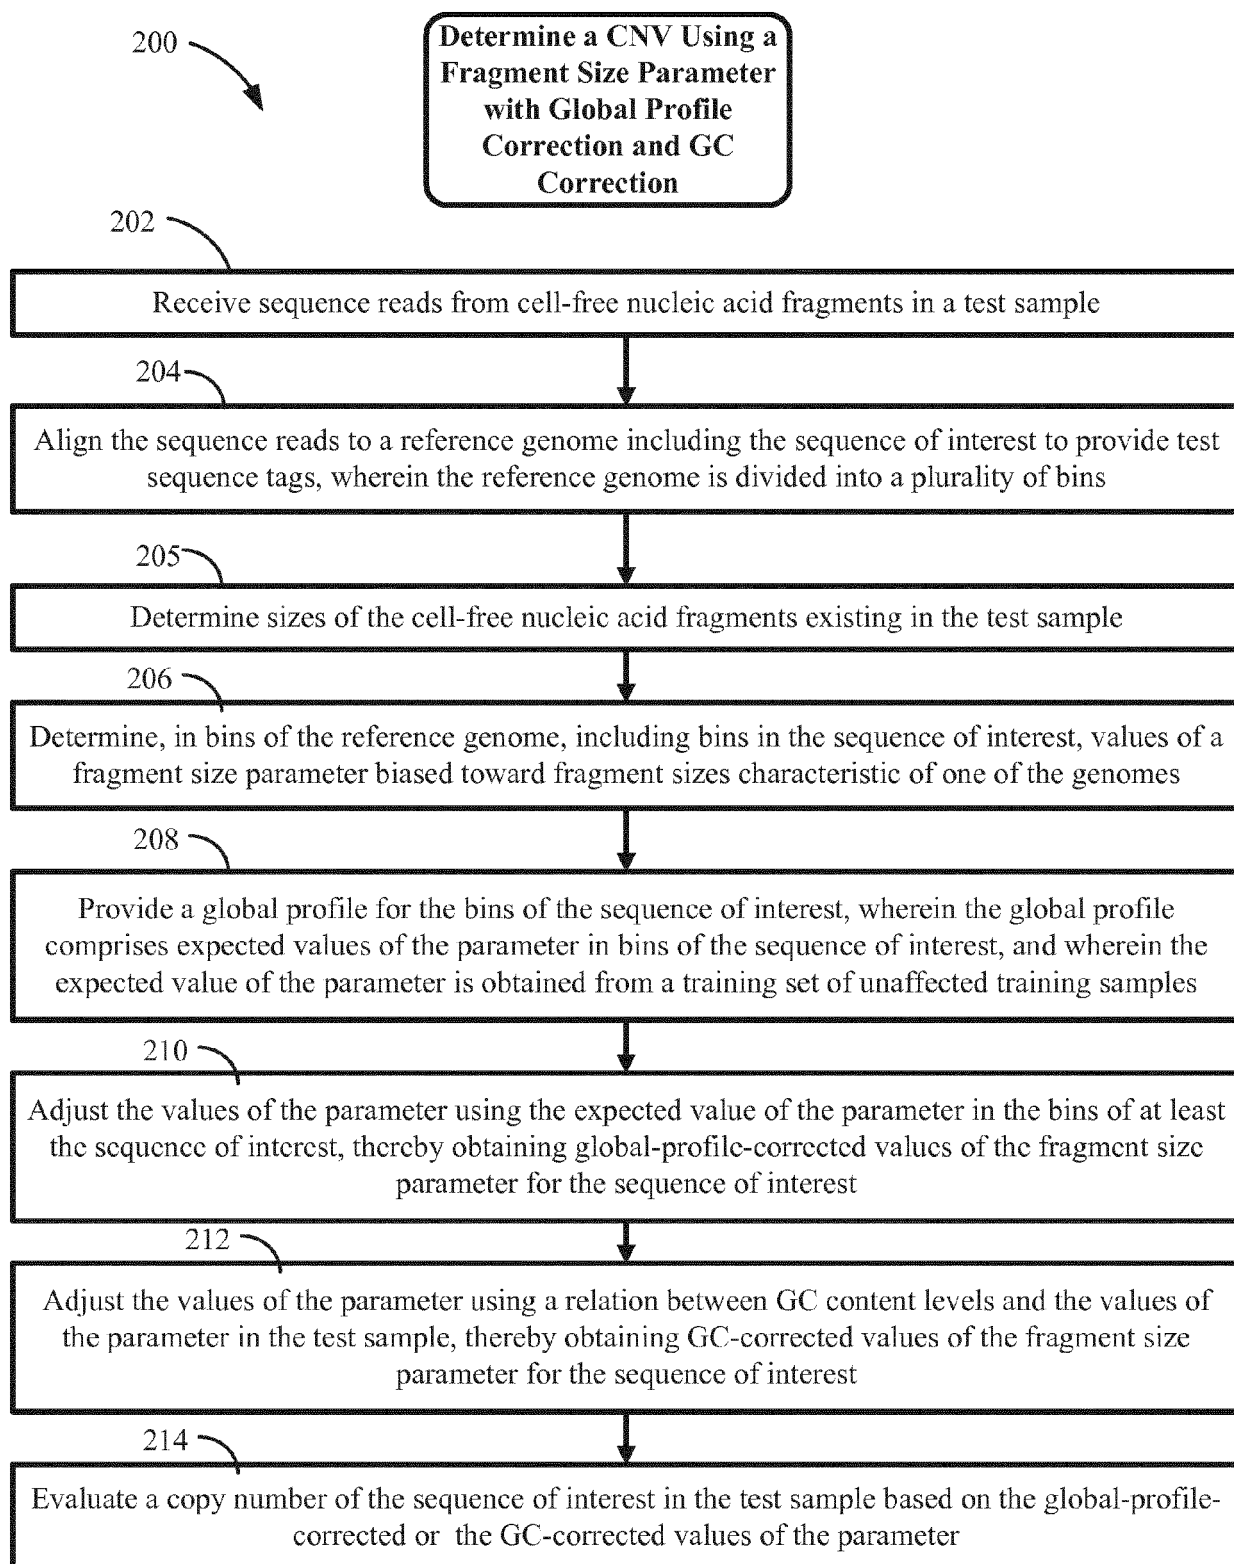 200
Determine a CNV Using a
Fragment Size Parameter
with Global Profile
Correction and GC
Correction
202
Receive sequence reads from cell-free nucleic acid fragments in a test sample
204
Align the sequence reads to a reference genome including the sequence of interest to provide test
sequence tags, wherein the reference genome is divided into a plurality of bins
205
Determine sizes of the cell-free nucleic acid fragments existing in the test sample
206
Determine, in bins of the reference genome, including bins in the sequence of interest, values of a
fragment size parameter biased toward fragment sizes characteristic of one of the genomes
208
Provide a global profile for the bins of the sequence of interest, wherein the global profile
comprises expected values of the parameter in bins of the sequence of interest, and wherein the
expected value of the parameter is obtained from a training set of unaffected training samples
210
Adjust the values of the parameter using the expected value of the parameter in the bins of at least
the sequence of interest, thereby obtaining global-profile-corrected values of the fragment size
parameter for the sequence of interest
212
Adjust the values of the parameter using a relation between GC content levels and the values of
the parameter in the test sample, thereby obtaining GC-corrected values of the fragment size
parameter for the sequence of interest
214
Evaluate a copy number of the sequence of interest in the test sample based on the global-profile-
corrected or the GC-corrected values of the parameter